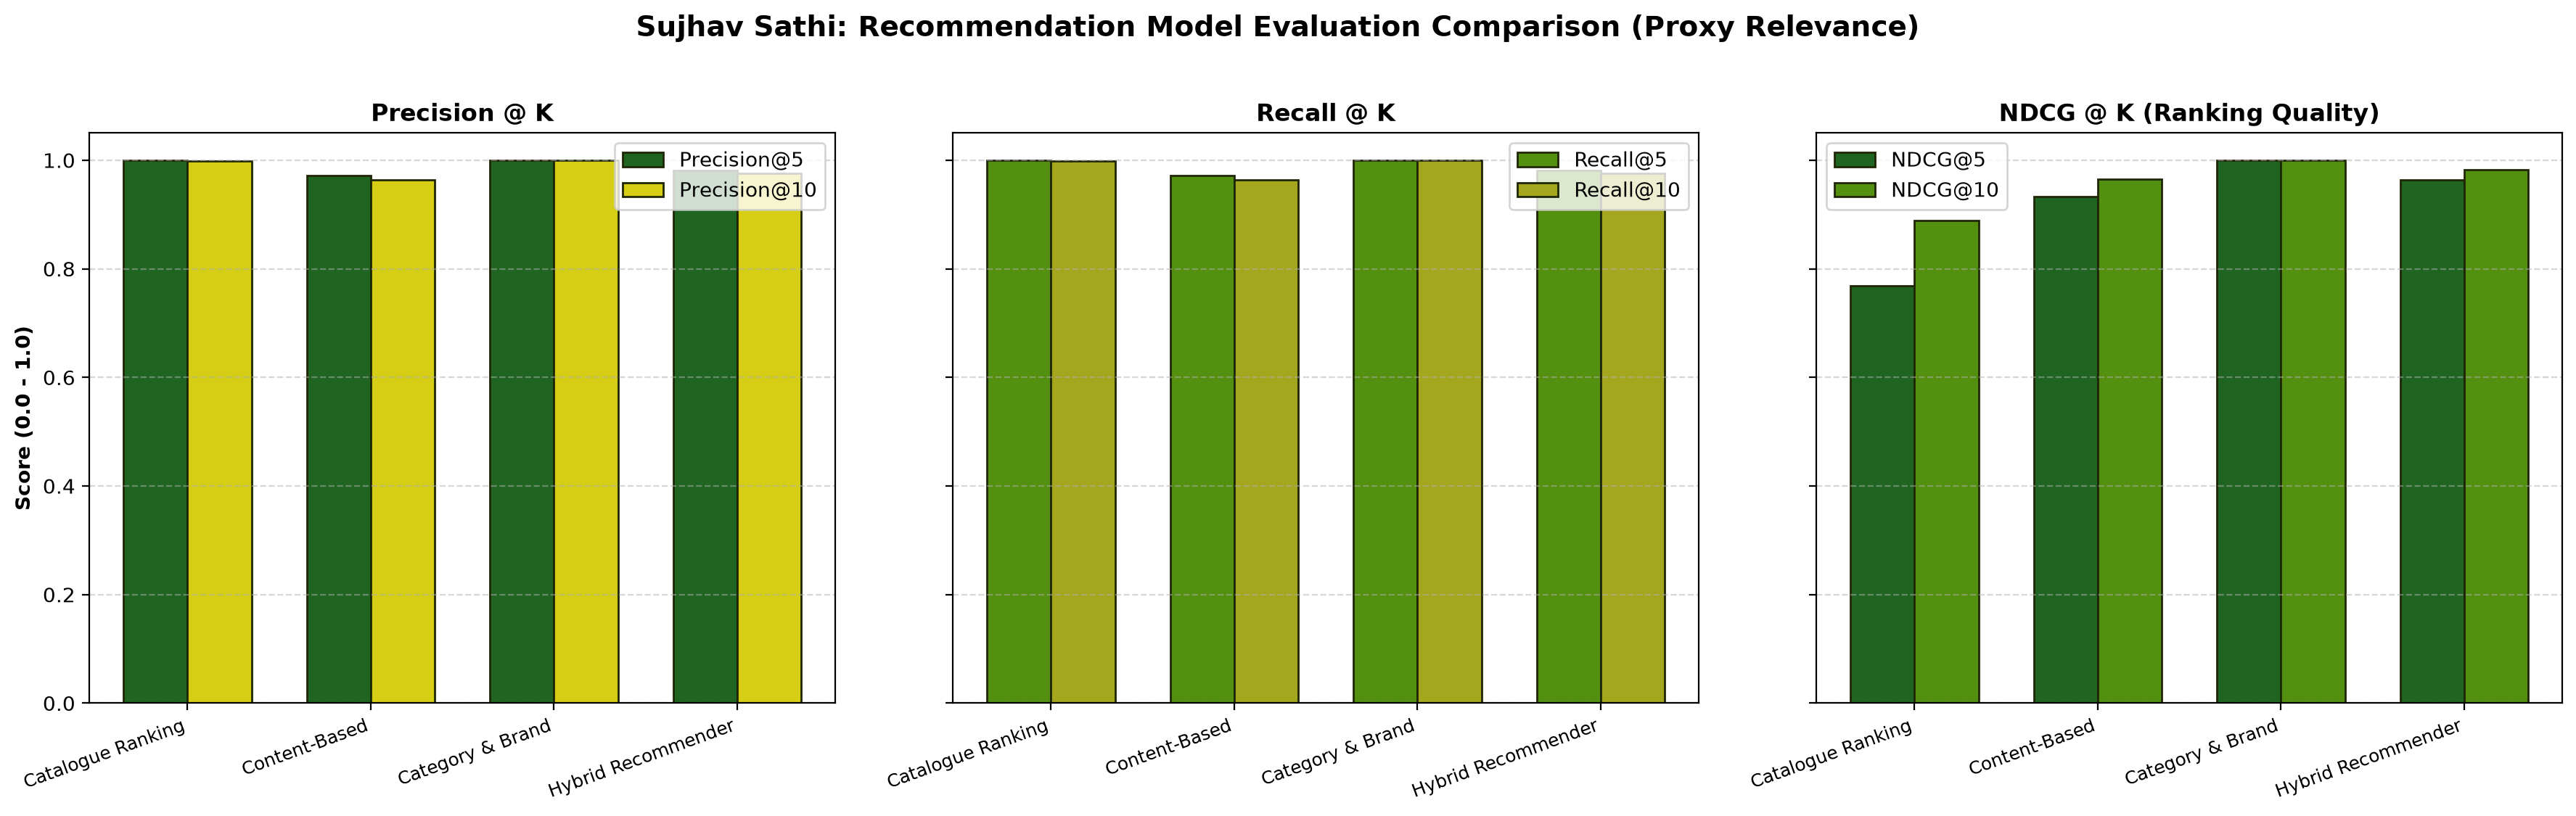 Sujhav Sathi: Recommendation Model Evaluation Comparison (Proxy Relevance)
Precision @ K
Score (0.0 - 1.0)
1.0
0.8
0.6
0.4
0.2
0.0
Precision@5
Precision@10
Catalogue Ranking
Content-Based
Category & Brand
Hybrid Recommender
Recall @ K
Recall@5
Recall@10
Catalogue Ranking
Content-Based
Category & Brand
Hybrid Recommender
NDCG @ K (Ranking Quality)
NDCG@5
NDCG@10
Catalogue Ranking
Content-Based
Category & Brand
Hybrid Recommender